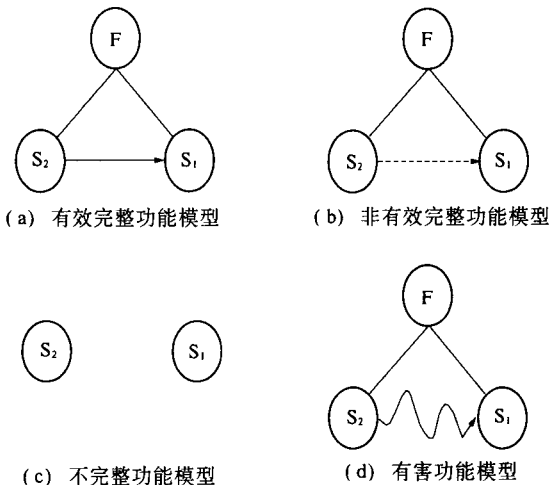 F
F
S₂
S₁
S₂
S₁
(a) 有效完整功能模型
(b) 非有效完整功能模型
S₂
S₁
F
S₂
S₁
(c) 不完整功能模型
(d) 有害功能模型